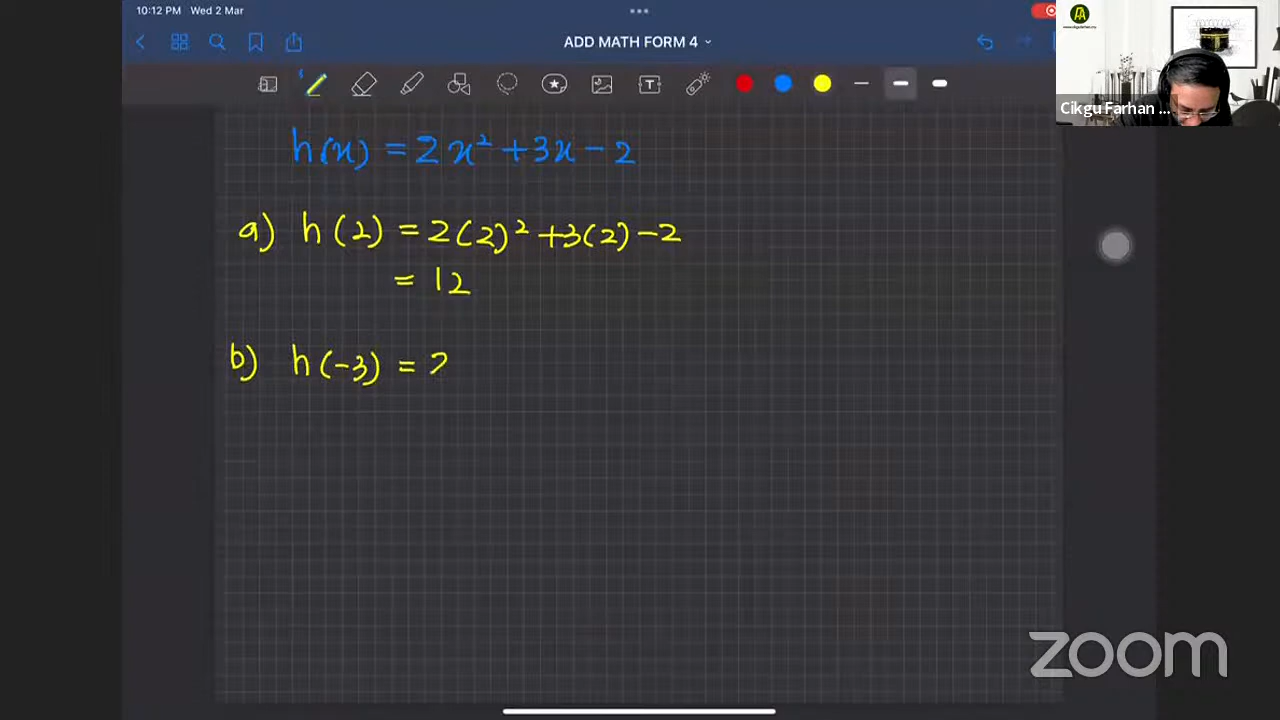 10:12 PM Wed 2 Mar
ADD MATH FORM 4
Cikgu Farhan ...
h(x) = 2x² + 3x - 2
a) h(2) = 2(2)² + 3(2) - 2
= 12
b) h(-3) = 2
zoom